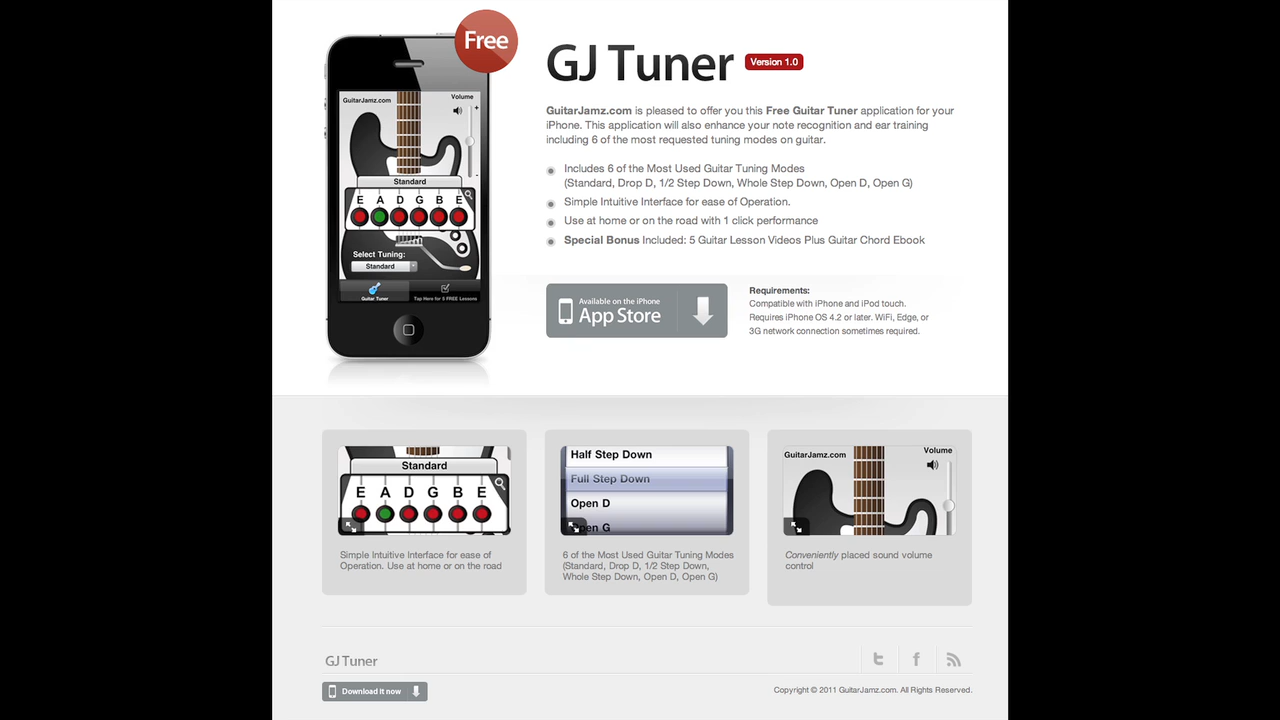 Free
GJ Tuner
Version 1.0
GuitarJamz.com is pleased to offer you this Free Guitar Tuner application for your
iPhone. This application will also enhance your note recognition and ear training
including 6 of the most requested tuning modes on guitar.
Includes 6 of the Most Used Guitar Tuning Modes
(Standard, Drop D, 1/2 Step Down, Whole Step Down, Open D, Open G)
Simple Intuitive Interface for ease of Operation.
Use at home or on the road with 1 click performance
Special Bonus Included: 5 Guitar Lesson Videos Plus Guitar Chord Ebook
GuitarJamz.com
Volume
+
-
Standard
E A D G B E
Select Tuning:
Standard
Guitar Tuner
Tap Here for 5 FREE Lessons
Available on the iPhone
App Store
Requirements:
Compatible with iPhone and iPod touch.
Requires iPhone OS 4.2 or later. WiFi, Edge, or
3G network connection sometimes required.
Standard
E A D G B E
Simple Intuitive Interface for ease of
Operation. Use at home or on the road
Half Step Down
Full Step Down
Open D
Open G
6 of the Most Used Guitar Tuning Modes
(Standard, Drop D, 1/2 Step Down,
Whole Step Down, Open D, Open G)
GuitarJamz.com
Volume
Conveniently placed sound volume
control
GJ Tuner
Download it now
Copyright © 2011 GuitarJamz.com. All Rights Reserved.